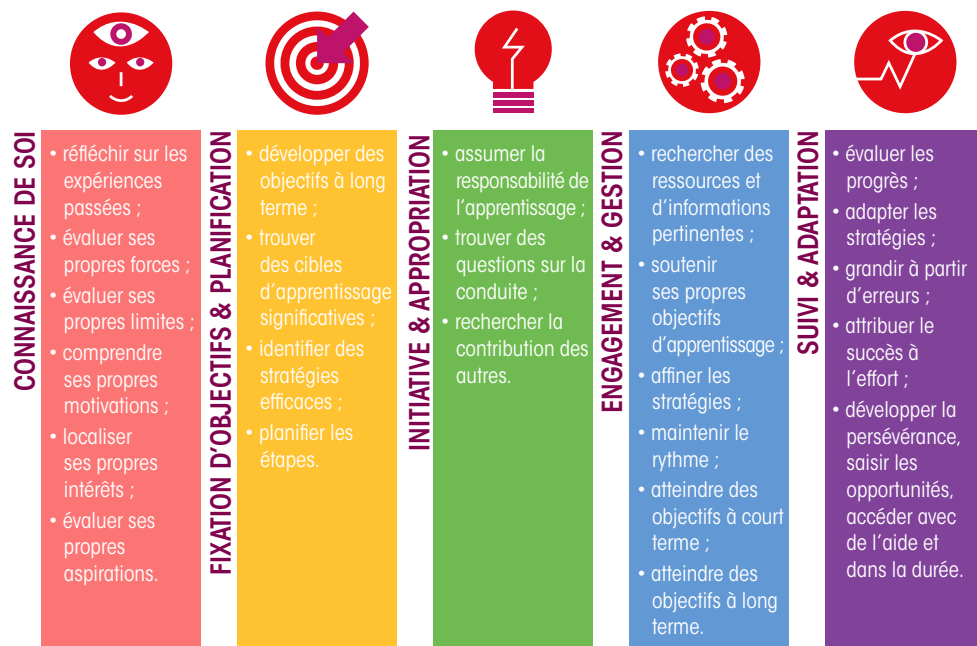 CONNAISSANCE DE SOI
• réfléchir sur les
expériences
passées ;
• évaluer ses
propres forces ;
• évaluer ses
propres limites ;
• comprendre
ses propres
motivations ;
• localiser
ses propres
intérêts ;
• évaluer ses
propres
aspirations.
FIXATION D'OBJECTIFS & PLANIFICATION
• développer des
objectifs à long
terme ;
• trouver
des cibles
d'apprentissage
significatives ;
• identifier des
stratégies
efficaces ;
• planifier les
étapes.
INITIATIVE & APPROPRIATION
• assumer la
responsabilité de
l'apprentissage ;
• trouver des
questions sur la
conduite ;
• rechercher la
contribution des
autres.
ENGAGEMENT & GESTION
• rechercher des
ressources et
d'informations
pertinentes ;
• soutenir
ses propres
objectifs
d'apprentissage ;
• affiner les
stratégies ;
• maintenir le
rythme ;
• atteindre des
objectifs à court
terme ;
• atteindre des
objectifs à long
terme.
SUIVI & ADAPTATION
• évaluer les
progrès ;
• adapter les
stratégies ;
• grandir à partir
d'erreurs ;
• attribuer le
succès à
l'effort ;
• développer la
persévérance,
saisir les
opportunités,
accéder avec
de l'aide et
dans la durée.